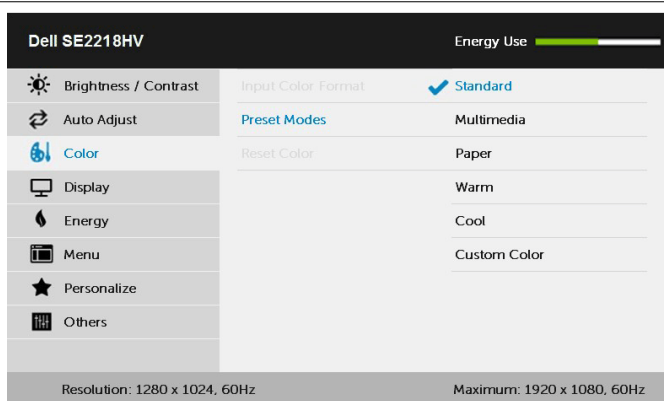 Dell SE2218HV Energy Use
Brightness / Contrast Input Color Format Standard
Auto Adjust Preset Modes Multimedia
Color Reset Color Paper
Display Warm
Energy Cool
Menu Custom Color
Personalize
Others
Resolution: 1280 x 1024, 60Hz Maximum: 1920 x 1080, 60Hz